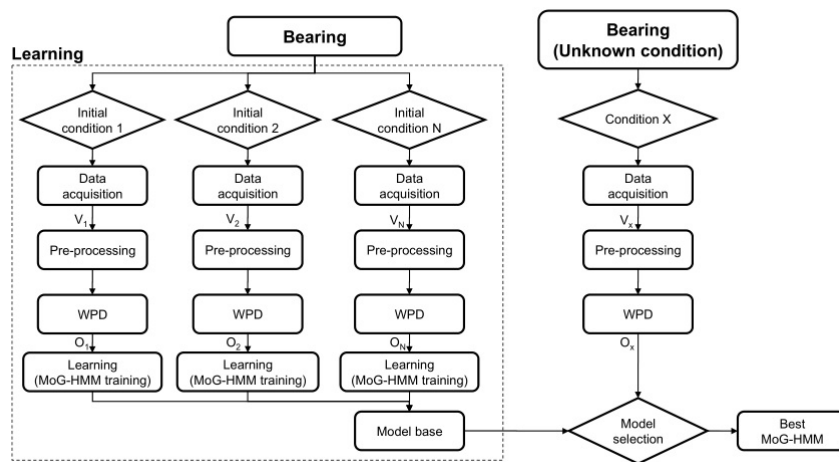 Bearing
Bearing
(Unknown condition)
Learning
Initial
condition 1
Initial
condition 2
Initial
condition N
Condition X
Data
acquisition
Data
acquisition
Data
acquisition
Data
acquisition
V₁
V₂
V_N
Vₓ
Pre-processing
Pre-processing
Pre-processing
Pre-processing
WPD
WPD
WPD
WPD
O₁
O₂
O_N
Oₓ
Learning
(MoG-HMM training)
Learning
(MoG-HMM training)
Learning
(MoG-HMM training)
Model base
Model
selection
Best
MoG-HMM